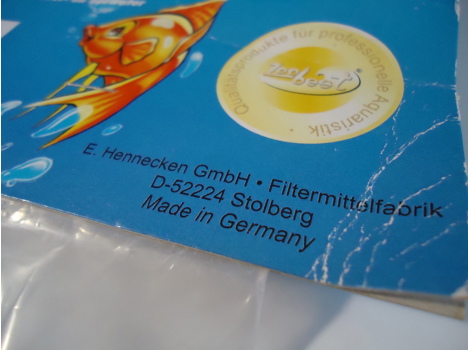 Qualitätsprodukte für professionelle Aquaristik
E. Hennecken GmbH • Filtermittelfabrik
D-52224 Stolberg
Made in Germany